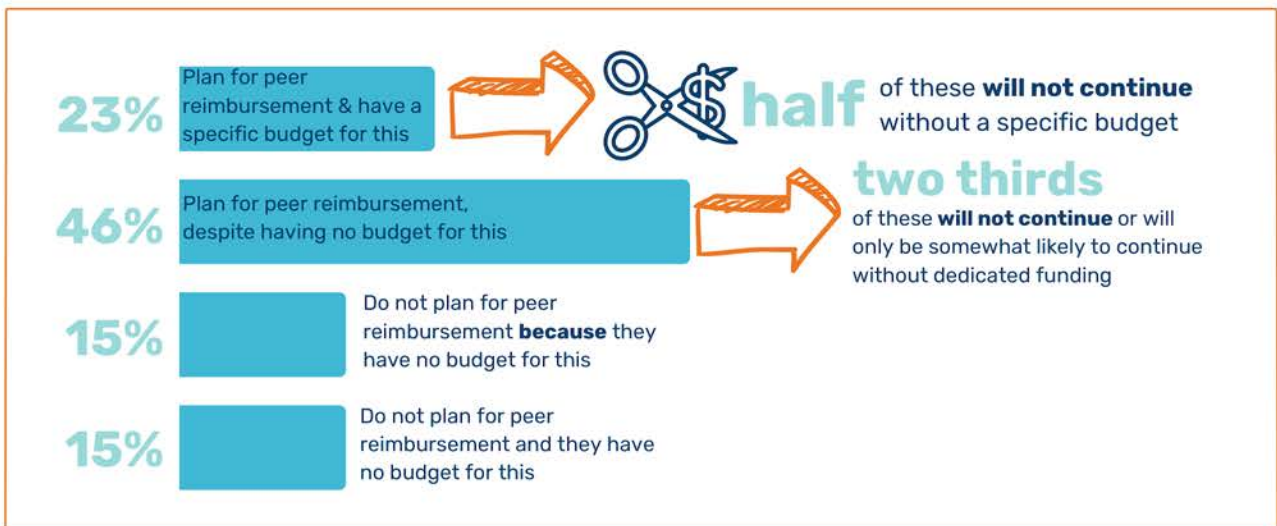 23%
Plan for peer
reimbursement & have a
specific budget for this
$
half
of these will not continue
without a specific budget
46%
Plan for peer reimbursement,
despite having no budget for this
two thirds
of these will not continue or will
only be somewhat likely to continue
without dedicated funding
15%
Do not plan for peer
reimbursement because they
have no budget for this
15%
Do not plan for peer
reimbursement and they have
no budget for this